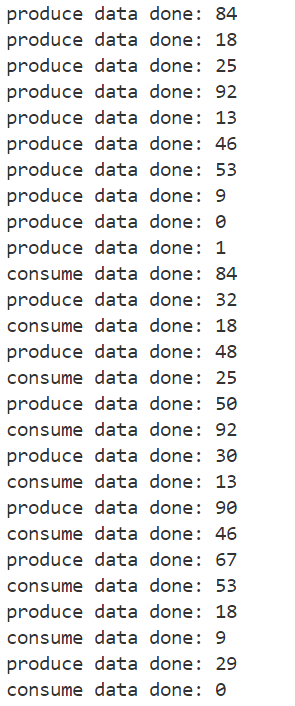 produce data done: 84
produce data done: 18
produce data done: 25
produce data done: 92
produce data done: 13
produce data done: 46
produce data done: 53
produce data done: 9
produce data done: 0
produce data done: 1
consume data done: 84
produce data done: 32
consume data done: 18
produce data done: 48
consume data done: 25
produce data done: 50
consume data done: 92
produce data done: 30
consume data done: 13
produce data done: 90
consume data done: 46
produce data done: 67
consume data done: 53
produce data done: 18
consume data done: 9
produce data done: 29
consume data done: 0